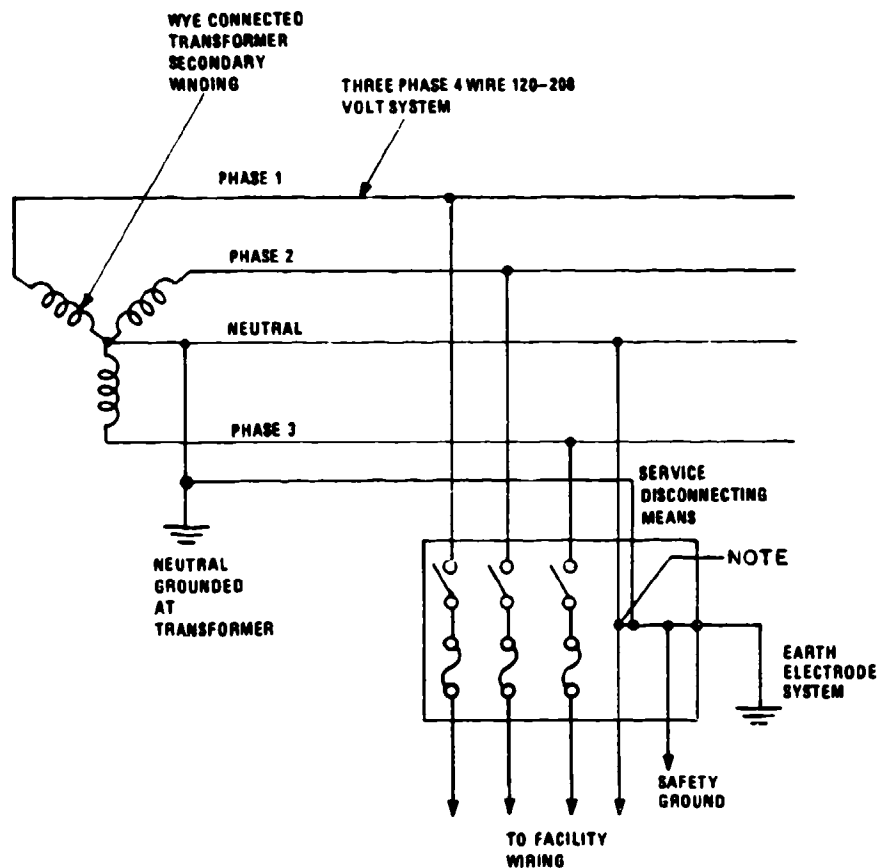 WYE CONNECTED
TRANSFORMER
SECONDARY
WINDING
THREE PHASE 4 WIRE 120-208
VOLT SYSTEM
PHASE 1
PHASE 2
NEUTRAL
PHASE 3
SERVICE
DISCONNECTING
MEANS
NOTE
NEUTRAL
GROUNDED
AT
TRANSFORMER
EARTH
ELECTRODE
SYSTEM
SAFETY
GROUND
TO FACILITY
WIRING